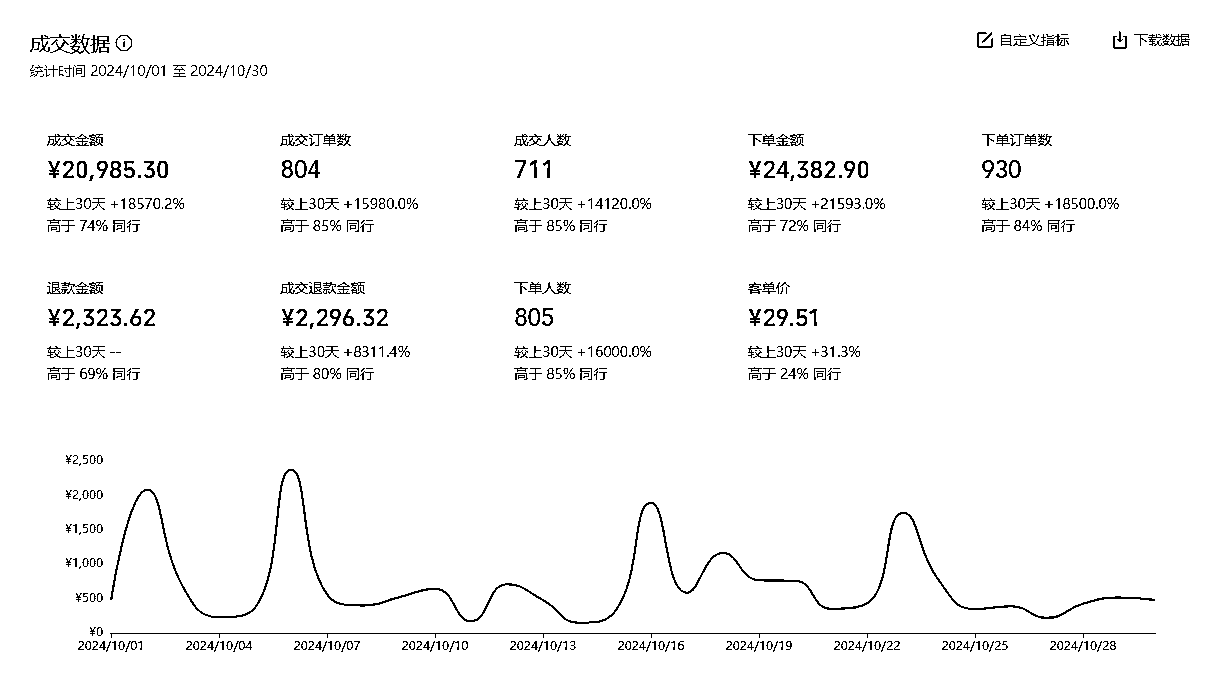 成交数据
自定义指标
下载数据
统计时间 2024/10/01 至 2024/10/30
成交金额
¥20,985.30
较上30天 +18570.2%
高于 74% 同行
成交订单数
804
较上30天 +15980.0%
高于 85% 同行
成交人数
711
较上30天 +14120.0%
高于 85% 同行
下单金额
¥24,382.90
较上30天 +21593.0%
高于 72% 同行
下单订单数
930
较上30天 +18500.0%
高于 84% 同行
退款金额
¥2,323.62
较上30天 --
高于 69% 同行
成交退款金额
¥2,296.32
较上30天 +8311.4%
高于 80% 同行
下单人数
805
较上30天 +16000.0%
高于 85% 同行
客单价
¥29.51
较上30天 +31.3%
高于 24% 同行
¥2,500
¥2,000
¥1,500
¥1,000
¥500
¥0
2024/10/01
2024/10/04
2024/10/07
2024/10/10
2024/10/13
2024/10/16
2024/10/19
2024/10/22
2024/10/25
2024/10/28